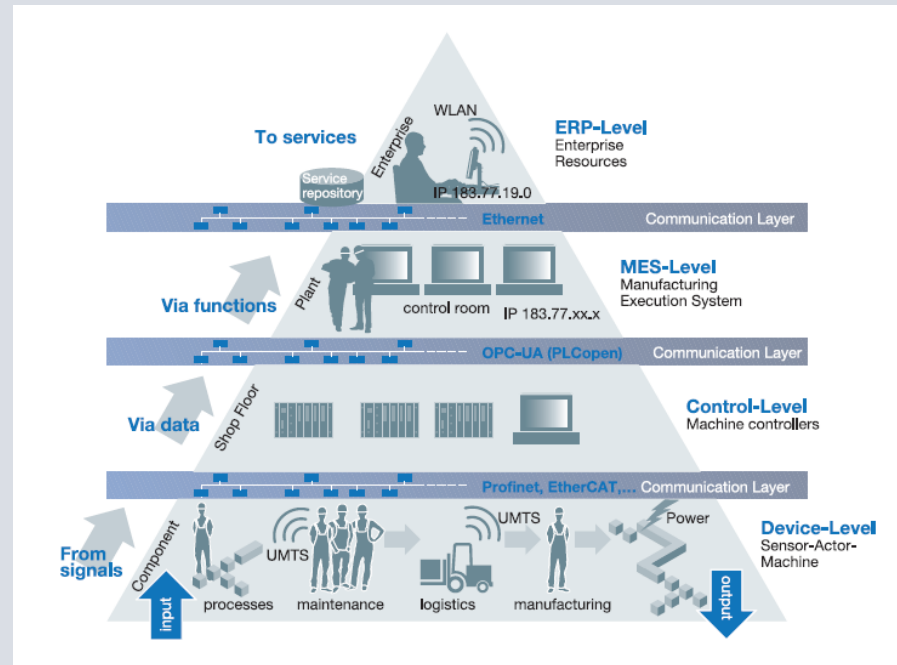 WLAN
To services
Enterprise
ERP-Level
Enterprise
Resources
Service
repository
IP 183.77.19.0
Ethernet
Communication Layer
MES-Level
Manufacturing
Execution System
Via functions
Plant
control room
IP 183.77.xx.x
OPC-UA (PLCopen)
Communication Layer
Shop Floor
Via data
Control-Level
Machine controllers
Profinet, EtherCAT,...
Communication Layer
From
signals
Component
UMTS
UMTS
Power
Device-Level
Sensor-Actor-
Machine
input
processes
maintenance
logistics
manufacturing
output